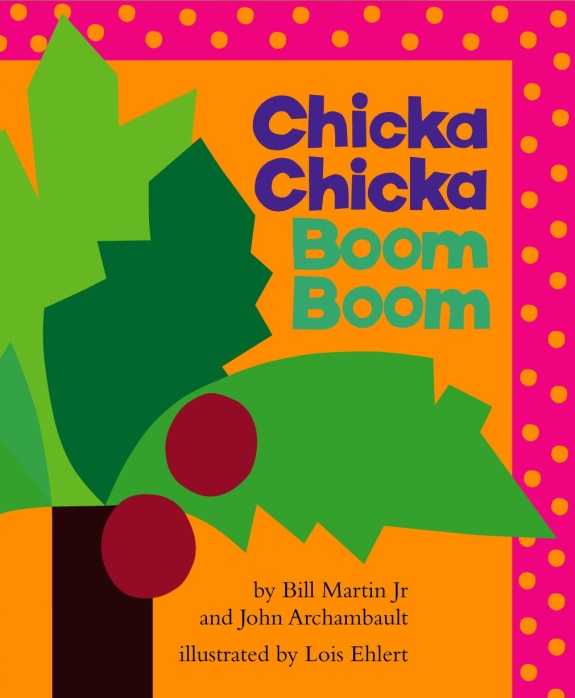 Chicka
Chicka
Boom
Boom
by Bill Martin Jr
and John Archambault
illustrated by Lois Ehlert